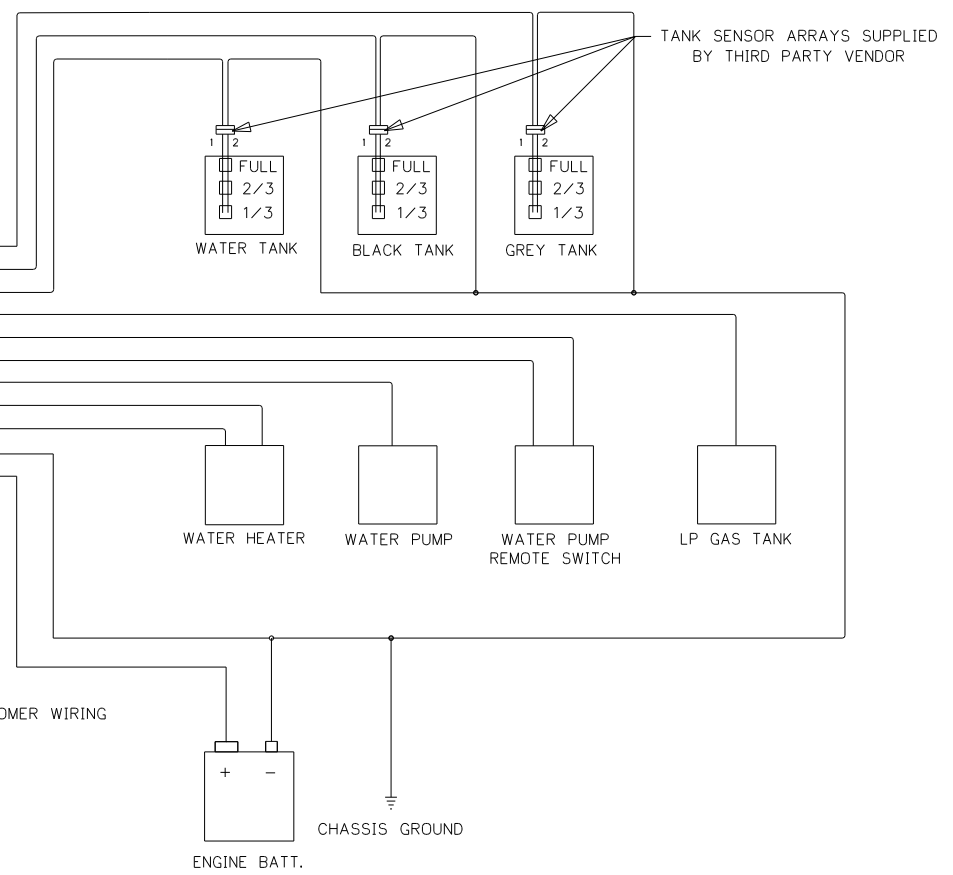 TANK SENSOR ARRAYS SUPPLIED
BY THIRD PARTY VENDOR
1 2
1 2
1 2
FULL
2/3
1/3
FULL
2/3
1/3
FULL
2/3
1/3
WATER TANK
BLACK TANK
GREY TANK
WATER HEATER
WATER PUMP
WATER PUMP
REMOTE SWITCH
LP GAS TANK
OMER WIRING
+ −
CHASSIS GROUND
ENGINE BATT.